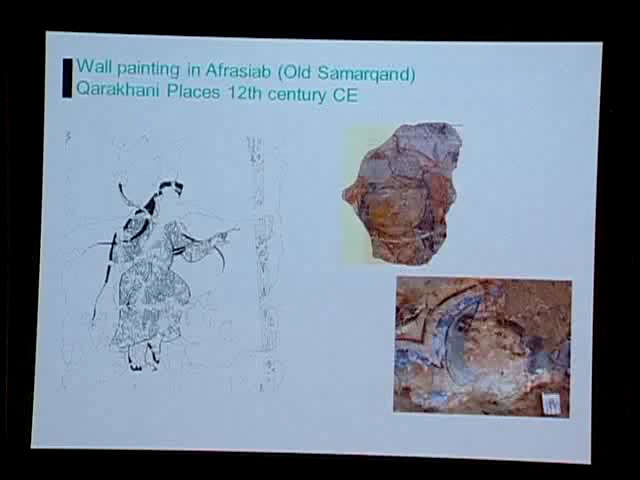 Wall painting in Afrasiab (Old Samarqand)
Qarakhani Places 12th century CE